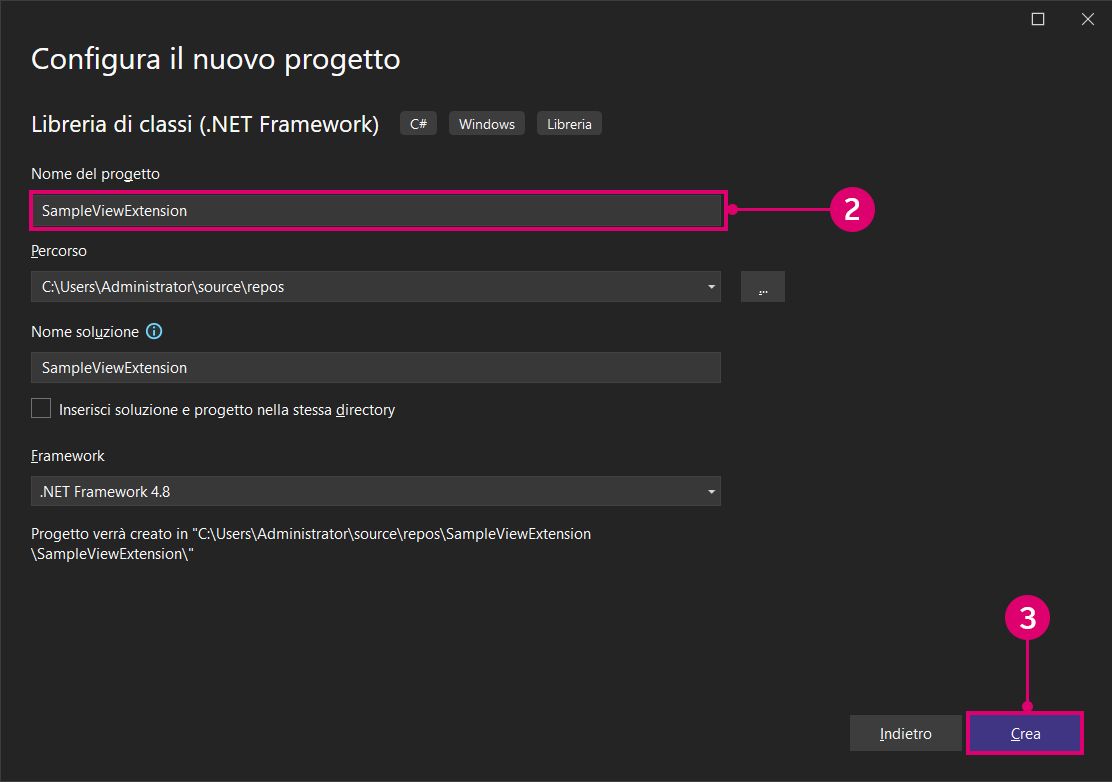 Configura il nuovo progetto
Libreria di classi (.NET Framework) C# Windows Libreria
Nome del progetto
SampleViewExtension
2
Percorso
C:\Users\Administrator\source\repos
...
Nome soluzione
SampleViewExtension
Inserisci soluzione e progetto nella stessa directory
Framework
.NET Framework 4.8
Progetto verrà creato in "C:\Users\Administrator\source\repos\SampleViewExtension
\SampleViewExtension\"
3
Indietro
Crea